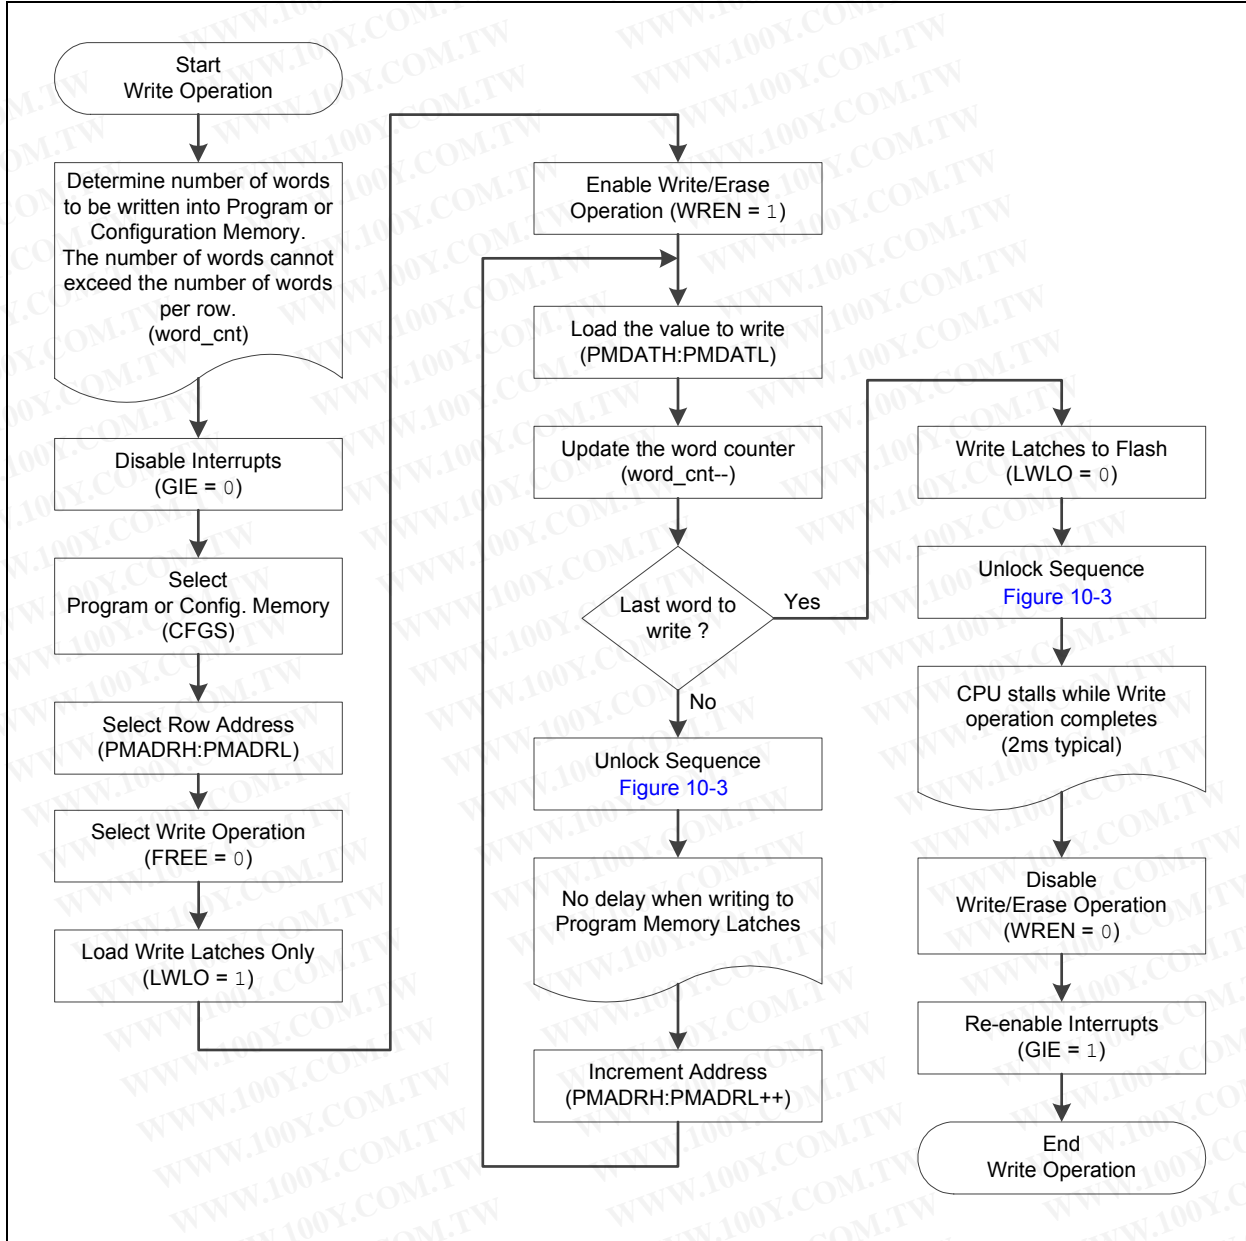 Start
Write Operation
Determine number of words
to be written into Program or
Configuration Memory.
The number of words cannot
exceed the number of words
per row.
(word_cnt)
Disable Interrupts
(GIE = 0)
Select
Program or Config. Memory
(CFGS)
Select Row Address
(PMADRH:PMADRL)
Select Write Operation
(FREE = 0)
Load Write Latches Only
(LWLO = 1)
Enable Write/Erase
Operation (WREN = 1)
Load the value to write
(PMDATH:PMDATL)
Update the word counter
(word_cnt--)
Last word to
write ?
Yes
No
Unlock Sequence
Figure 10-3
No delay when writing to
Program Memory Latches
Increment Address
(PMADRH:PMADRL++)
Write Latches to Flash
(LWLO = 0)
Unlock Sequence
Figure 10-3
CPU stalls while Write
operation completes
(2ms typical)
Disable
Write/Erase Operation
(WREN = 0)
Re-enable Interrupts
(GIE = 1)
End
Write Operation
WWW.100Y.COM.TW